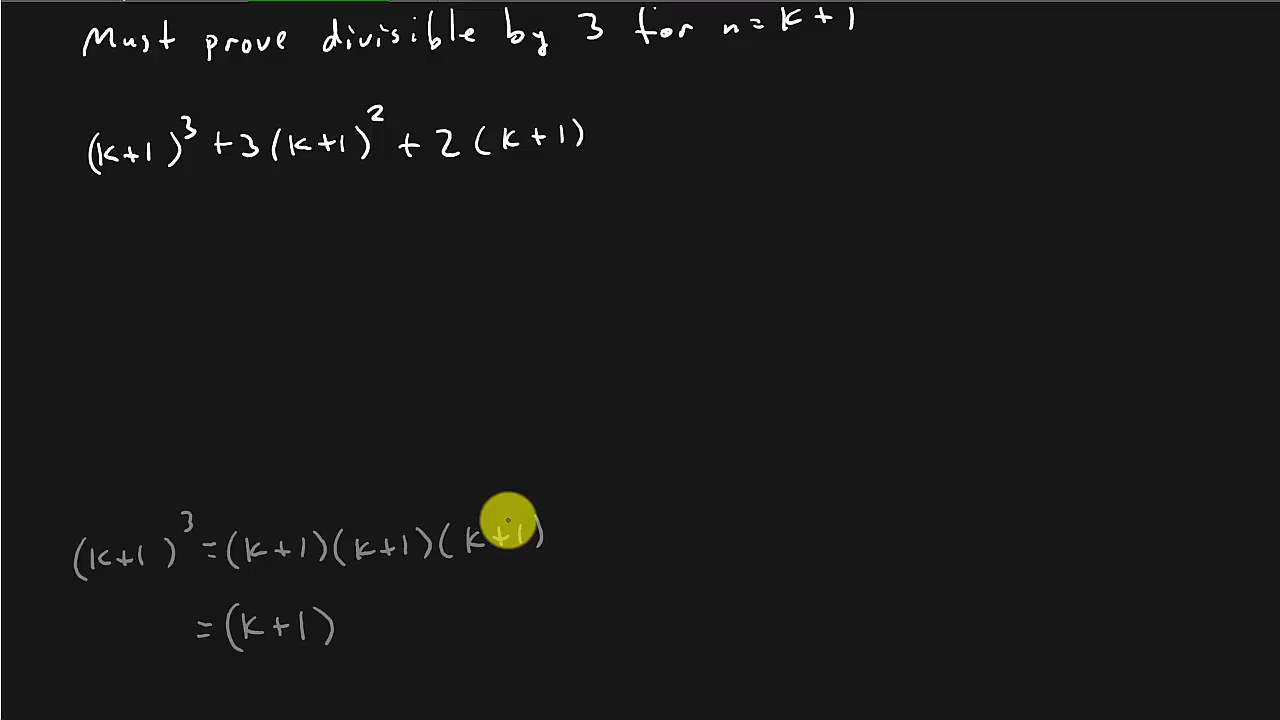 Must prove divisible by 3 for n = k+1
(k+1)³ + 3(k+1)² + 2(k+1)
(k+1)³ = (k+1)(k+1)(k+1)
= (k+1)